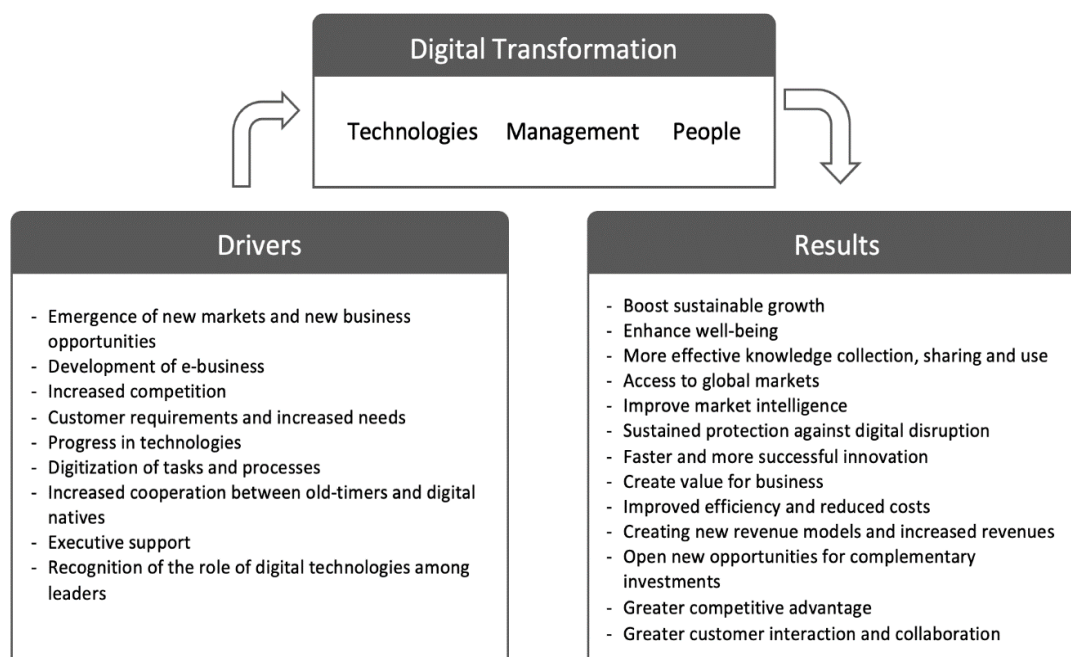 Digital Transformation
Technologies Management People
Drivers
- Emergence of new markets and new business
opportunities
- Development of e-business
- Increased competition
- Customer requirements and increased needs
- Progress in technologies
- Digitization of tasks and processes
- Increased cooperation between old-timers and digital
natives
- Executive support
- Recognition of the role of digital technologies among
leaders
Results
- Boost sustainable growth
- Enhance well-being
- More effective knowledge collection, sharing and use
- Access to global markets
- Improve market intelligence
- Sustained protection against digital disruption
- Faster and more successful innovation
- Create value for business
- Improved efficiency and reduced costs
- Creating new revenue models and increased revenues
- Open new opportunities for complementary
investments
- Greater competitive advantage
- Greater customer interaction and collaboration